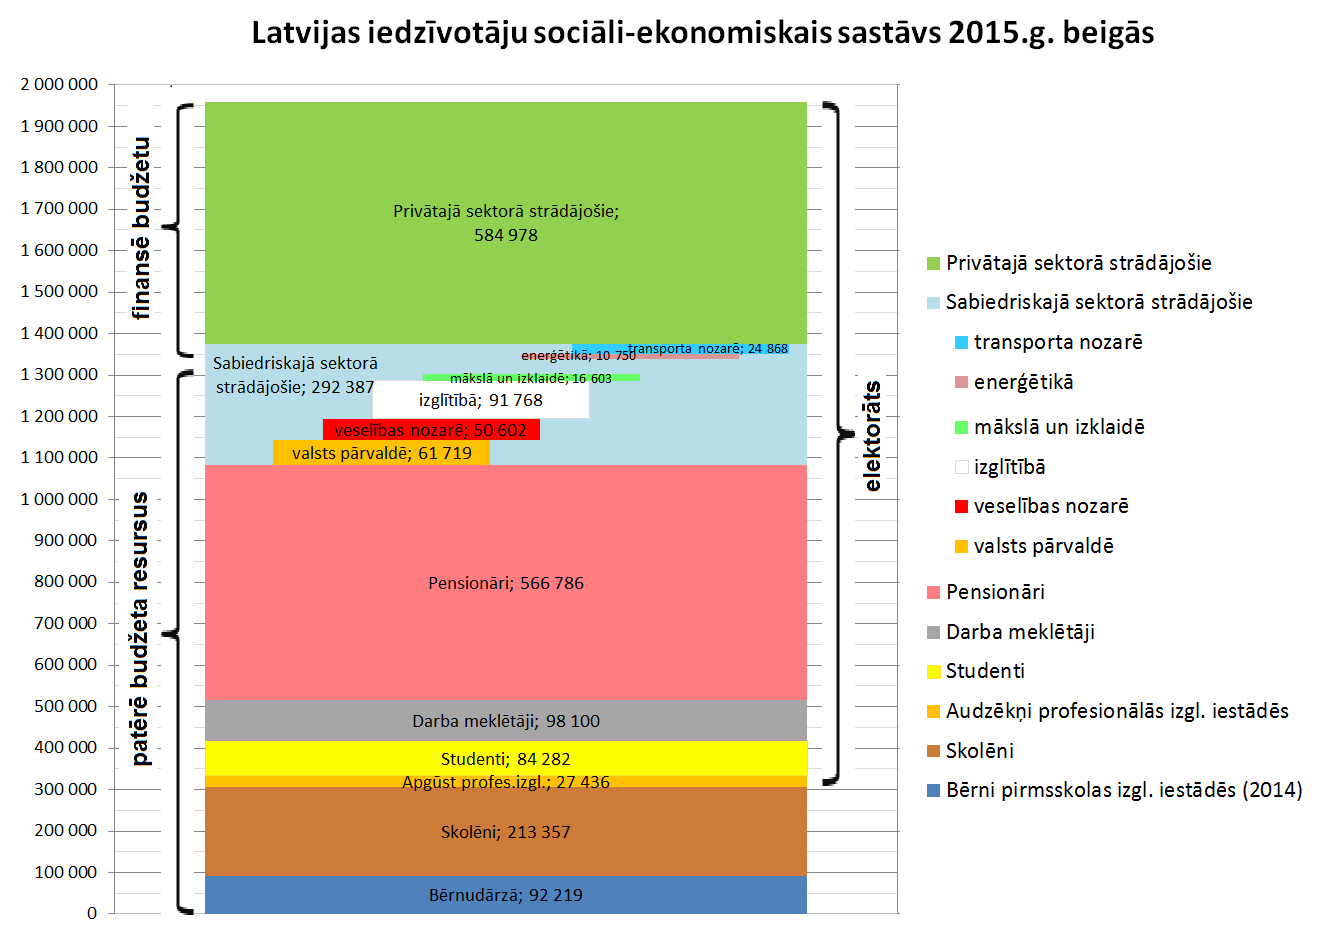 Latvijas iedzīvotāju sociāli-ekonomiskais sastāvs 2015.g. beigās
2 000 000
1 900 000
1 800 000
1 700 000
1 600 000
1 500 000
1 400 000
1 300 000
1 200 000
1 100 000
1 000 000
900 000
800 000
700 000
600 000
500 000
400 000
300 000
200 000
100 000
0
finansē budžetu
patērē budžeta resursus
Privātajā sektorā strādājošie;
584 978
Sabiedriskajā sektorā
strādājošie; 292 387
transporta nozarē; 24 868
enerģētikā; 10 750
mākslā un izklaidē; 16 603
izglītībā; 91 768
veselības nozarē; 50 602
valsts pārvaldē; 61 719
Pensionāri; 566 786
Darba meklētāji; 98 100
Studenti; 84 282
Apgūst profes.izgl.; 27 436
Skolēni; 213 357
Bērnudārzā; 92 219
elektorāts
Privātajā sektorā strādājošie
Sabiedriskajā sektorā strādājošie
transporta nozarē
enerģētikā
mākslā un izklaidē
izglītībā
veselības nozarē
valsts pārvaldē
Pensionāri
Darba meklētāji
Studenti
Audzēkņi profesionālās izgl. iestādēs
Skolēni
Bērni pirmsskolas izgl. iestādēs (2014)